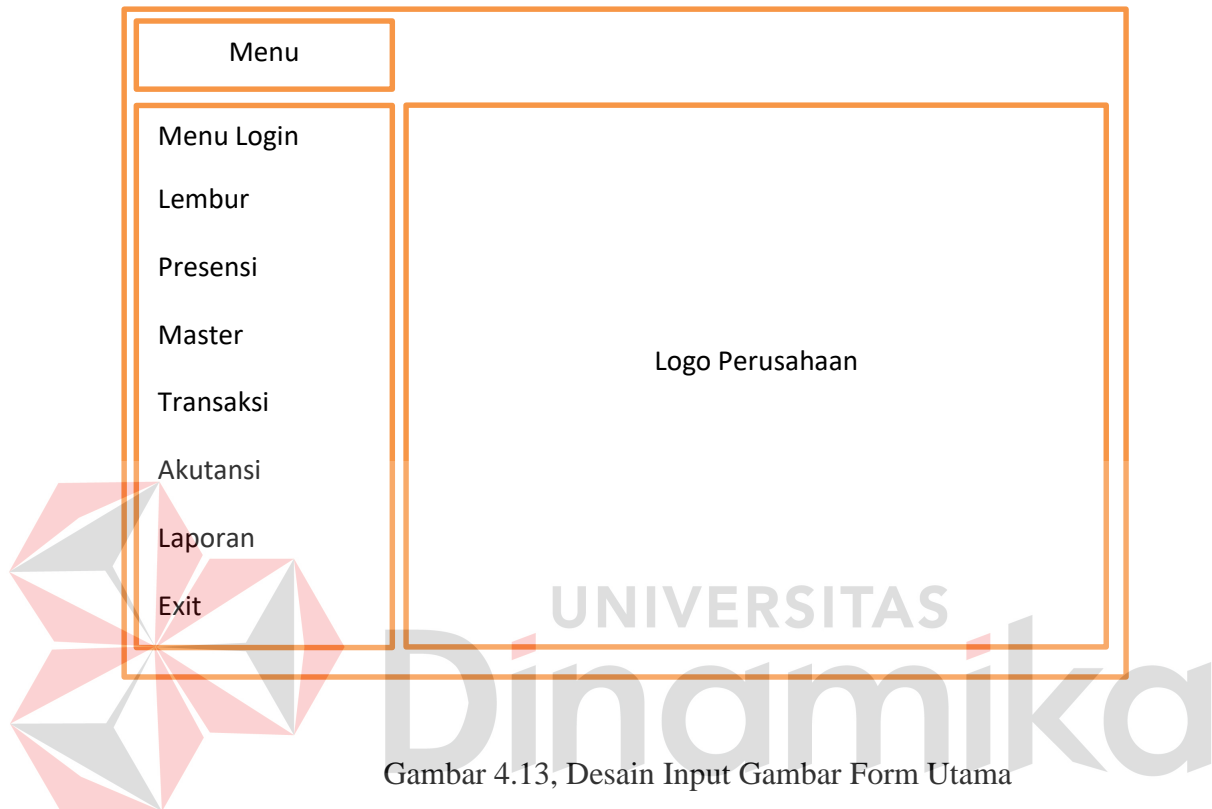 Menu
Menu Login
Lembur
Presensi
Master
Transaksi
Akutansi
Laporan
Exit
Logo Perusahaan
UNIVERSITAS
Dinamika
Gambar 4.13, Desain Input Gambar Form Utama